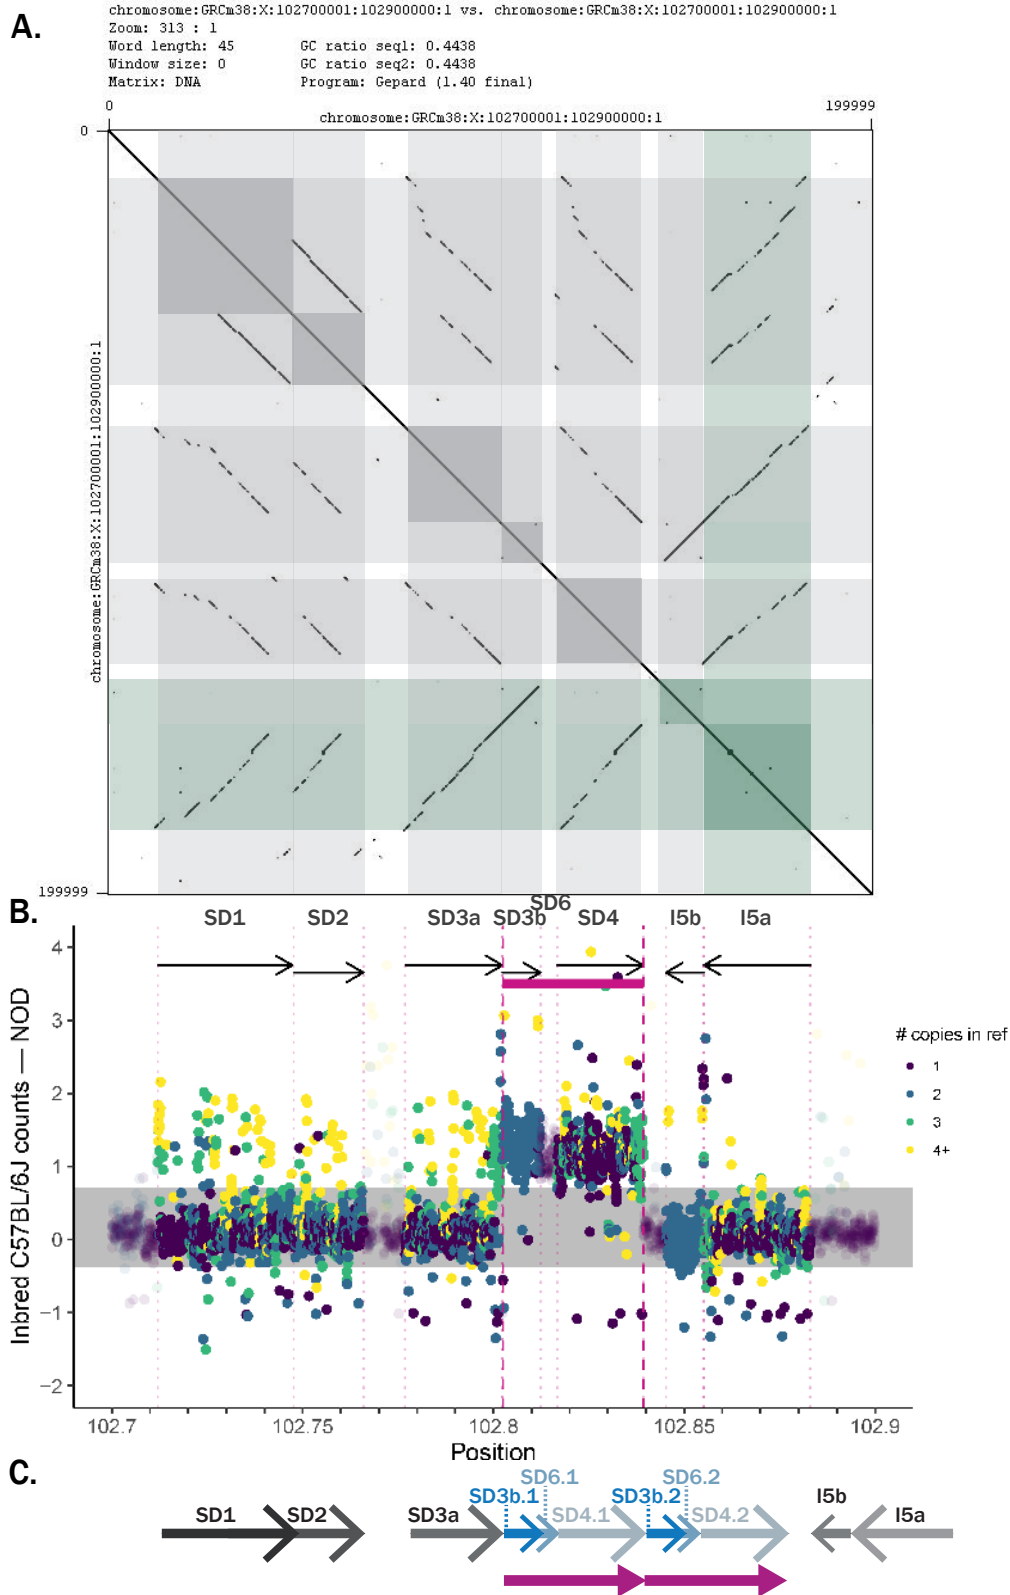 A.
chromosome:GRCm38:X:102700001:102900000:1 vs. chromosome:GRCm38:X:102700001:102900000:1
Zoom: 313 : 1
Word length: 45 GC ratio seq1: 0.4438
Window size: 0 GC ratio seq2: 0.4438
Matrix: DNA Program: Gepard (1.40 final)
0 199999
chromosome:GRCm38:X:102700001:102900000:1
0
chromosome:GRCm38:X:102700001:102900000:1
199999
B.
SD1 SD2 SD3a SD3b SD6 SD4 I5b I5a
4
3
2
1
0
−1
−2
Inbred C57BL/6J counts — NOD
# copies in ref
1
2
3
4+
102.7 102.75 102.8 102.85 102.9
Position
C.
SD6.1 SD6.2
SD3b.1 SD3b.2 I5b
SD1 SD2 SD3a SD4.1 SD4.2 I5a